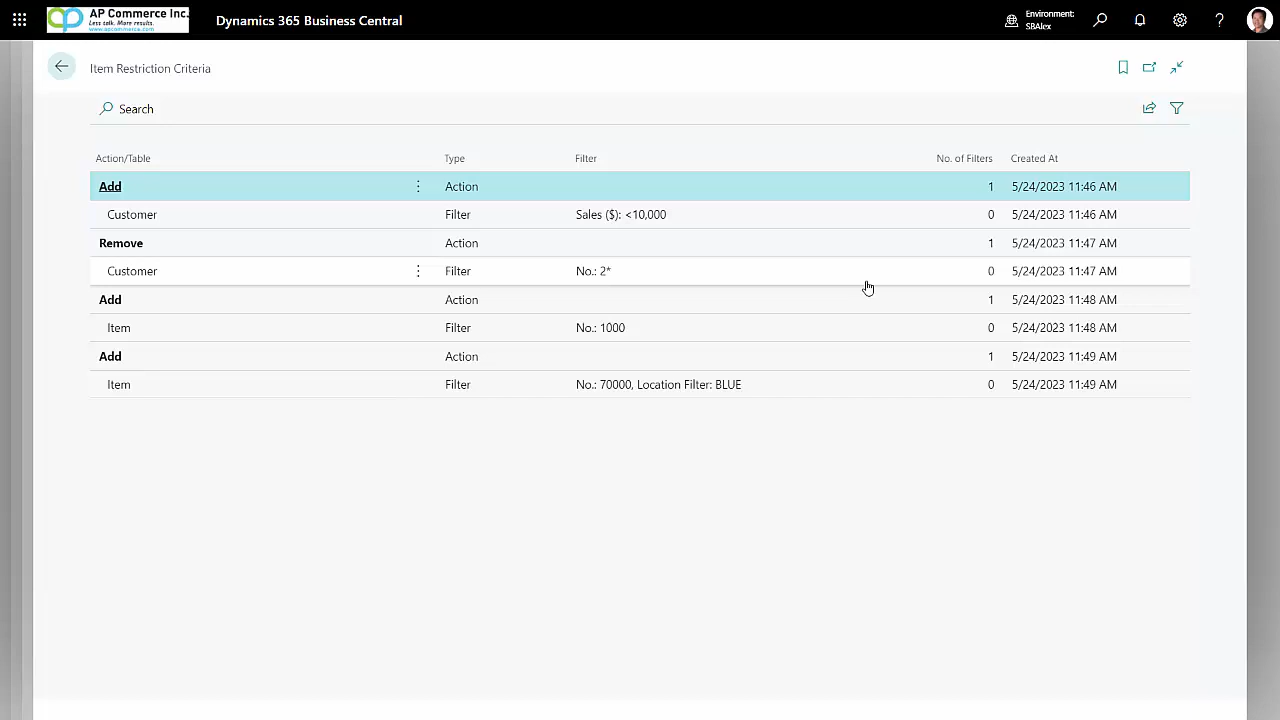 AP Commerce Inc.
Less talk. More results.
www.apcommerce.com
Dynamics 365 Business Central
Environment:
SBAlex
Item Restriction Criteria
Search
Action/Table Type Filter No. of Filters Created At
Add Action 1 5/24/2023 11:46 AM
Customer Filter Sales ($): <10,000 0 5/24/2023 11:46 AM
Remove Action 1 5/24/2023 11:47 AM
Customer Filter No.: 2* 0 5/24/2023 11:47 AM
Add Action 1 5/24/2023 11:48 AM
Item Filter No.: 1000 0 5/24/2023 11:48 AM
Add Action 1 5/24/2023 11:49 AM
Item Filter No.: 70000, Location Filter: BLUE 0 5/24/2023 11:49 AM